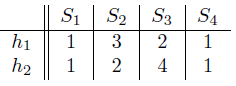 S₁ S₂ S₃ S₄
h₁ 1 3 2 1
h₂ 1 2 4 1